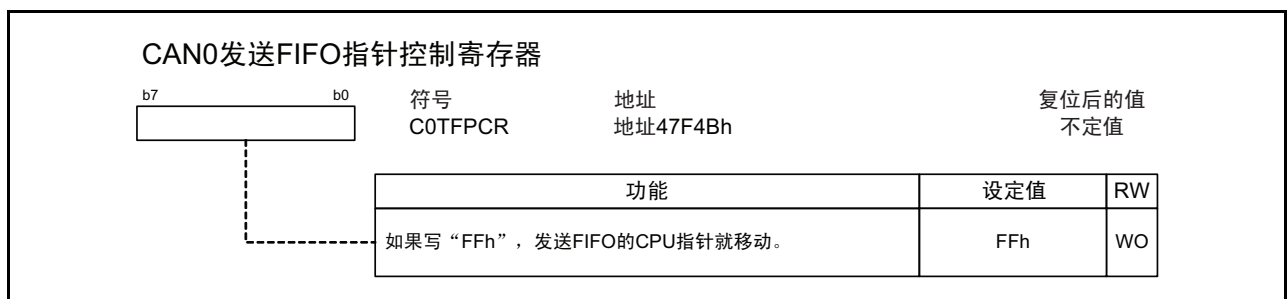 CAN0发送FIFO指针控制寄存器
b7 b0 符号 地址 复位后的值
C0TFPCR 地址47F4Bh 不定值
功能 设定值 RW
如果写“FFh”，发送FIFO的CPU指针就移动。 FFh WO